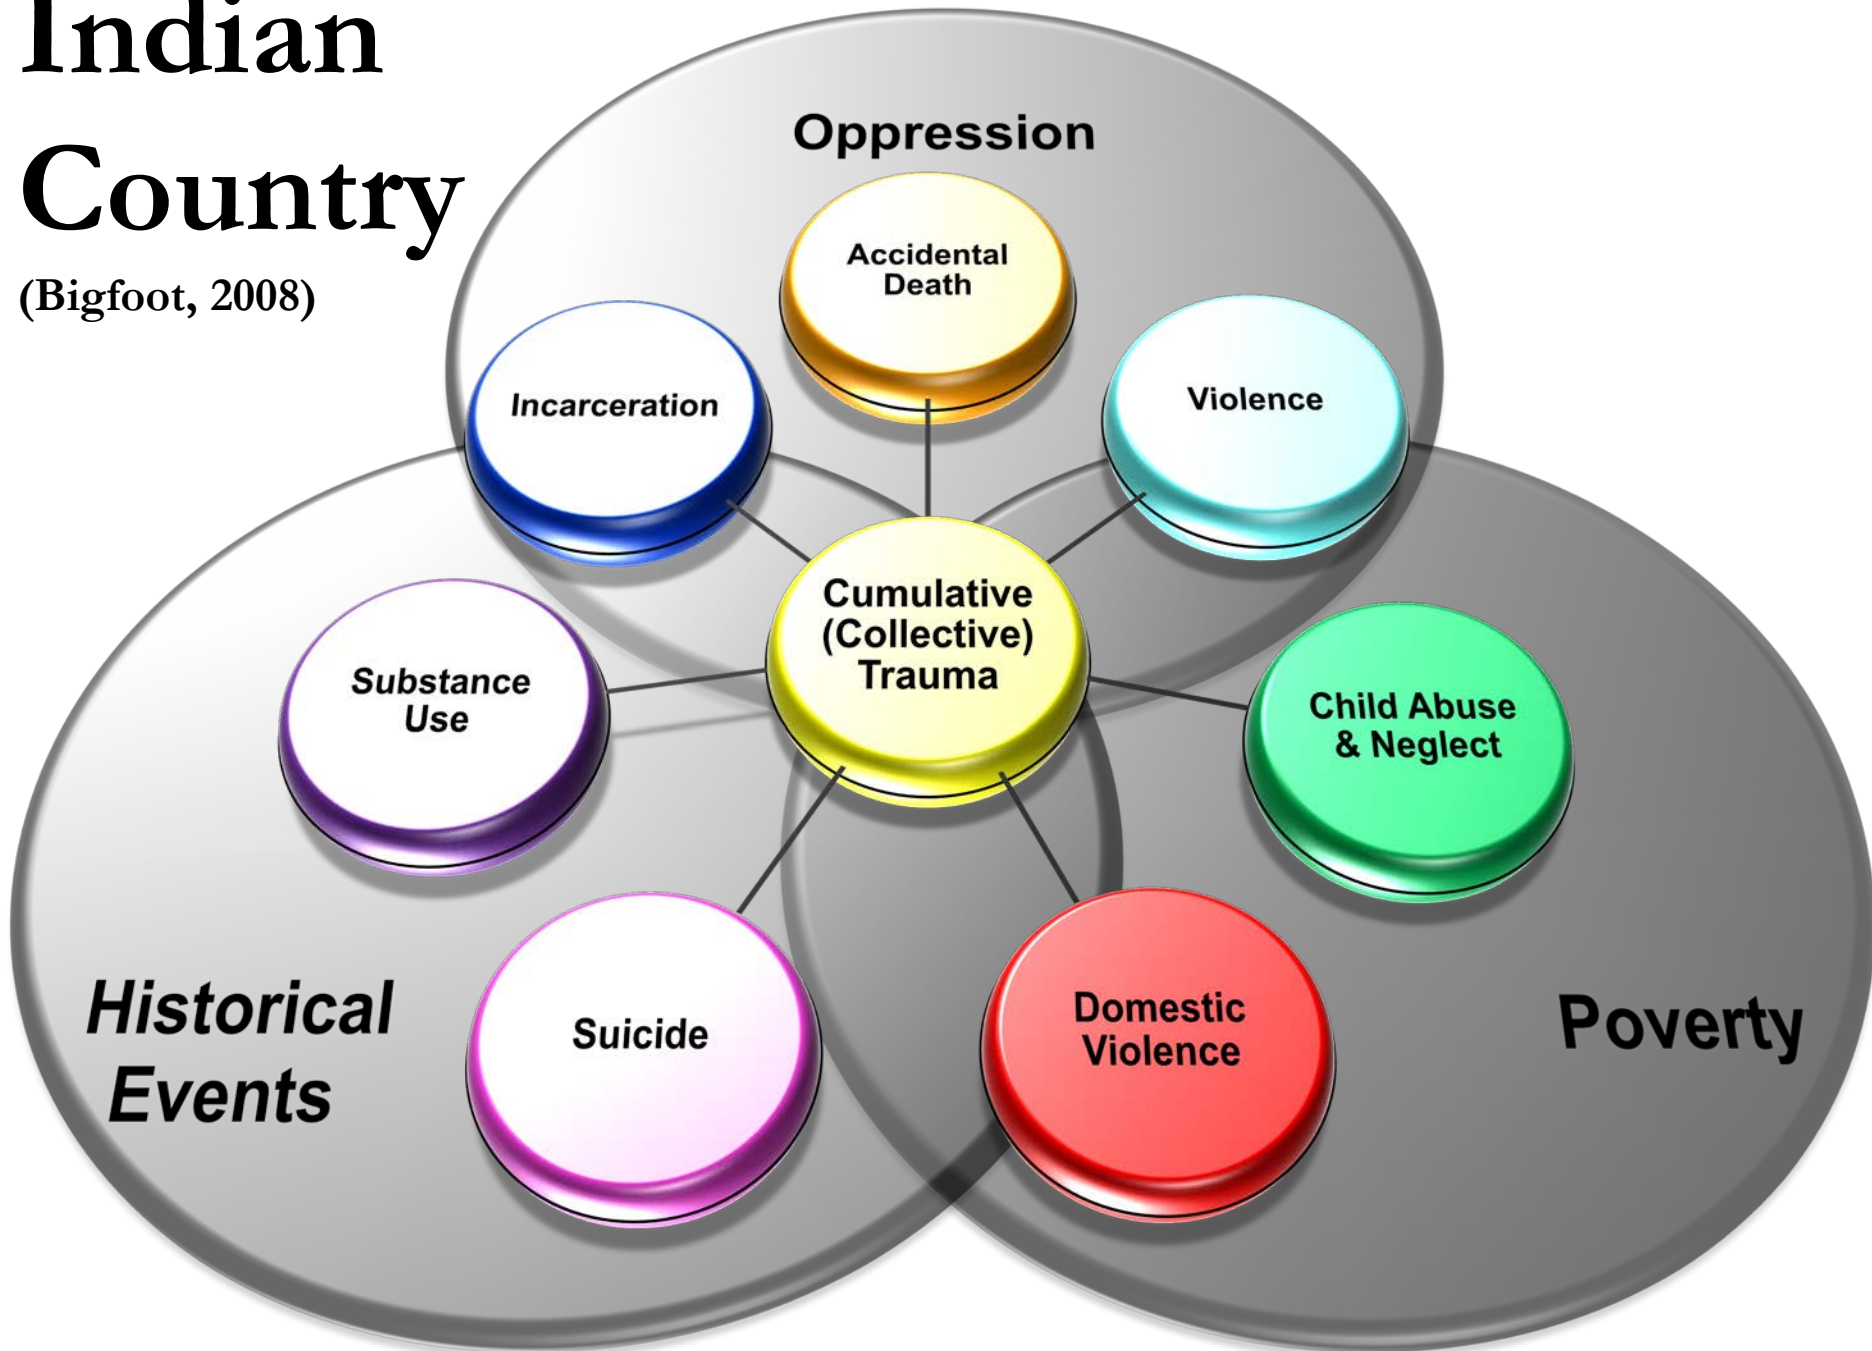 Indian
Country
(Bigfoot, 2008)
Oppression
Accidental
Death
Incarceration
Violence
Cumulative
(Collective)
Trauma
Substance
Use
Child Abuse
& Neglect
Historical
Events
Suicide
Domestic
Violence
Poverty